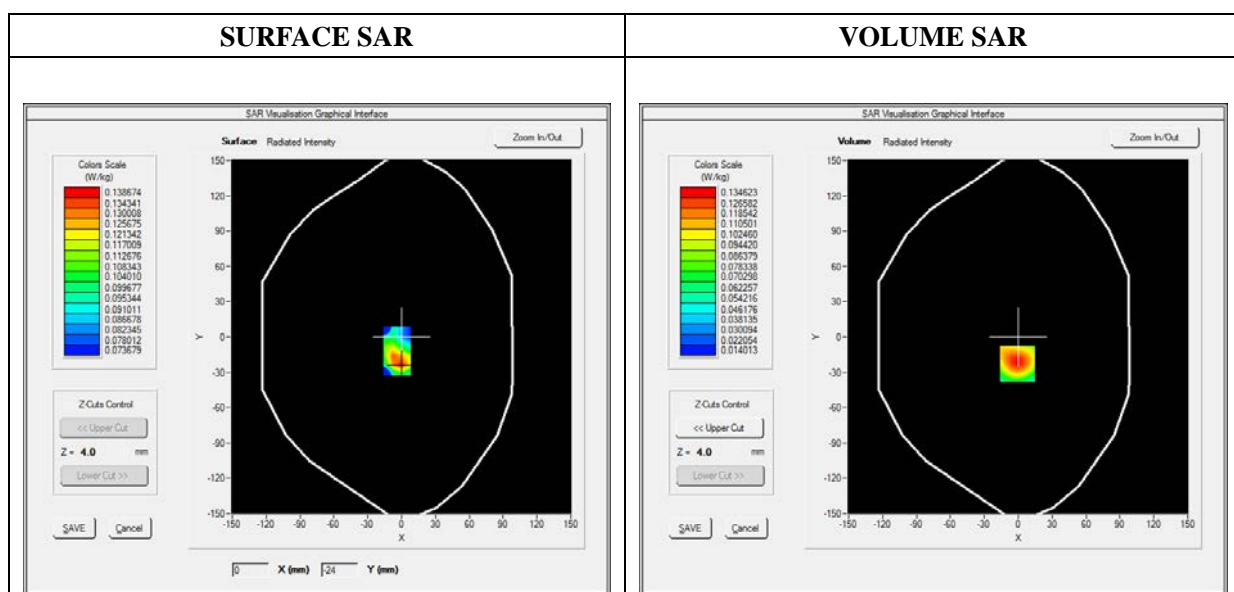 SURFACE SAR
VOLUME SAR
SAR Visualisation Graphical Interface
Surface Radiated Intensity
Zoom In/Out
Colors Scale
(W/kg)
0.138674
0.134341
0.130008
0.125675
0.121342
0.117009
0.112676
0.108343
0.104010
0.099677
0.095344
0.091011
0.086678
0.082345
0.078012
0.073679
Z-Cuts Control
<< Upper Cut
Z = 4.0 mm
Lower Cut >>
SAVE
Cancel
150
120
90
60
30
0
-30
-60
-90
-120
-150
Y
-150 -120 -90 -60 -30 0 30 60 90 120 150
X
0 X (mm) -24 Y (mm)
SAR Visualisation Graphical Interface
Volume Radiated Intensity
Zoom In/Out
Colors Scale
(W/kg)
0.134623
0.126582
0.118542
0.110501
0.102460
0.094420
0.086379
0.078338
0.070298
0.062257
0.054216
0.046176
0.038135
0.030094
0.022054
0.014013
Z-Cuts Control
<< Upper Cut
Z = 4.0 mm
Lower Cut >>
SAVE
Cancel
150
120
90
60
30
0
-30
-60
-90
-120
-150
Y
-150 -120 -90 -60 -30 0 30 60 90 120 150
X